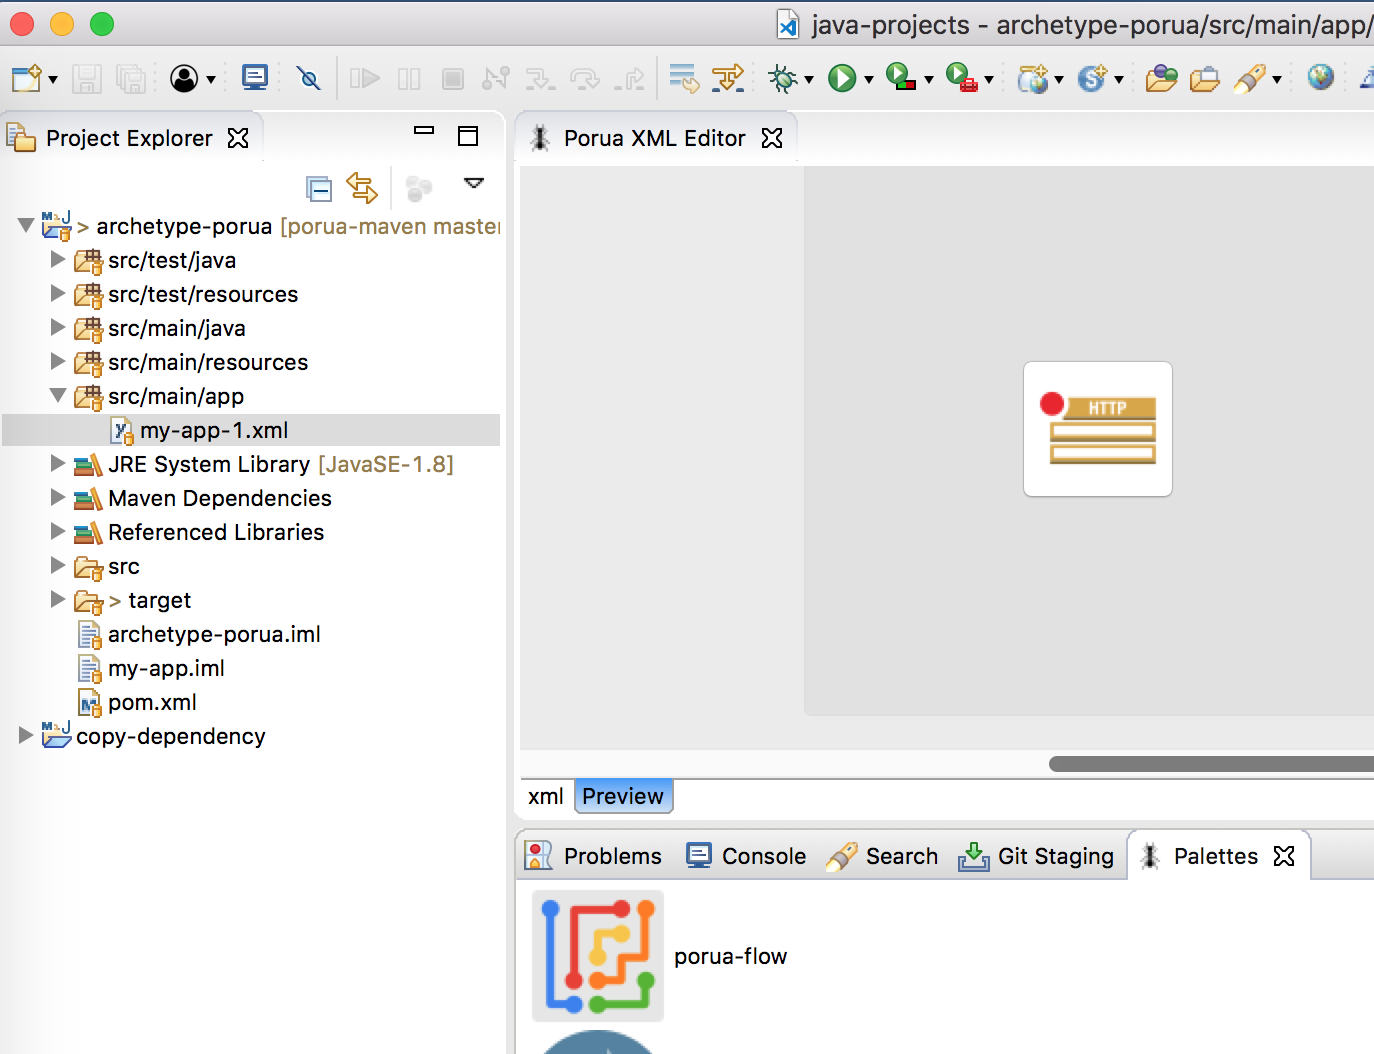 java-projects - archetype-porua/src/main/app/
Project Explorer
Porua XML Editor
> archetype-porua [porua-maven master
src/test/java
src/test/resources
src/main/java
src/main/resources
src/main/app
my-app-1.xml
JRE System Library [JavaSE-1.8]
Maven Dependencies
Referenced Libraries
src
> target
archetype-porua.iml
my-app.iml
pom.xml
copy-dependency
HTTP
xml
Preview
Problems
Console
Search
Git Staging
Palettes
porua-flow